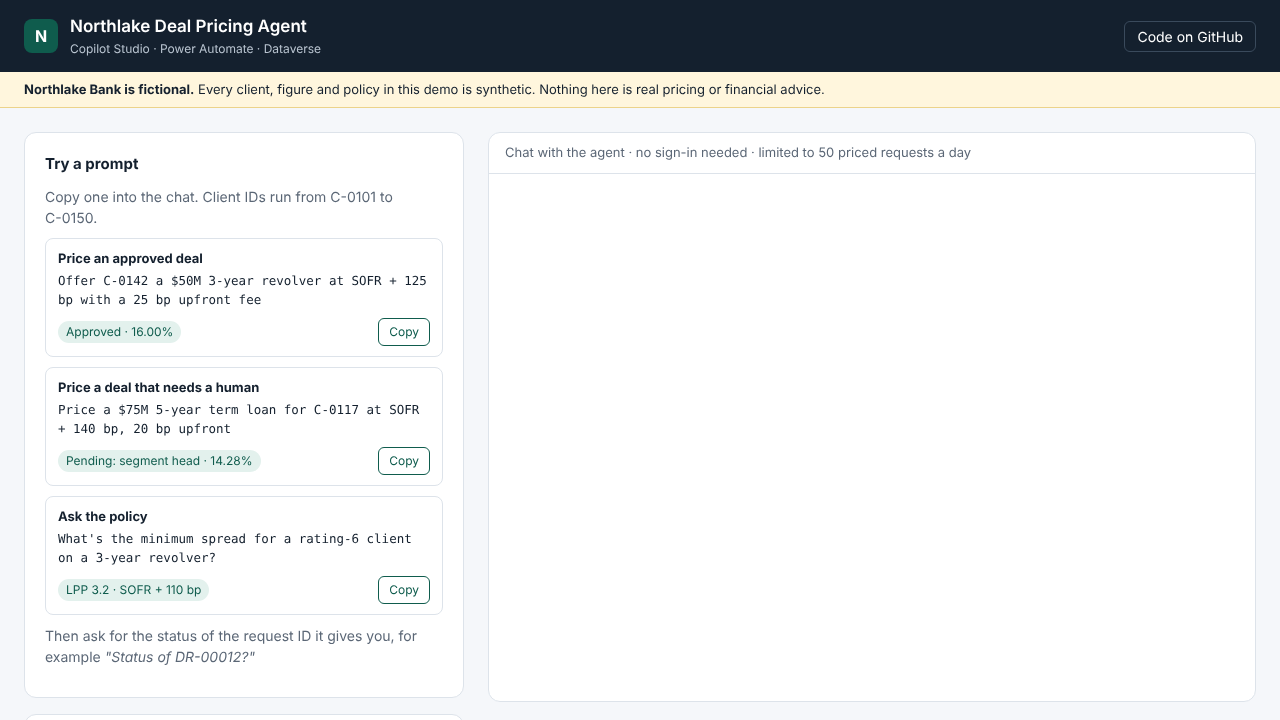 N
Northlake Deal Pricing Agent
Copilot Studio · Power Automate · Dataverse
Code on GitHub
Northlake Bank is fictional. Every client, figure and policy in this demo is synthetic. Nothing here is real pricing or financial advice.
Try a prompt
Copy one into the chat. Client IDs run from C-0101 to
C-0150.
Price an approved deal
Offer C-0142 a $50M 3-year revolver at SOFR + 125
bp with a 25 bp upfront fee
Approved · 16.00%
Copy
Price a deal that needs a human
Price a $75M 5-year term loan for C-0117 at SOFR
+ 140 bp, 20 bp upfront
Pending: segment head · 14.28%
Copy
Ask the policy
What's the minimum spread for a rating-6 client
on a 3-year revolver?
LPP 3.2 · SOFR + 110 bp
Copy
Then ask for the status of the request ID it gives you, for
example "Status of DR-00012?"
Chat with the agent · no sign-in needed · limited to 50 priced requests a day